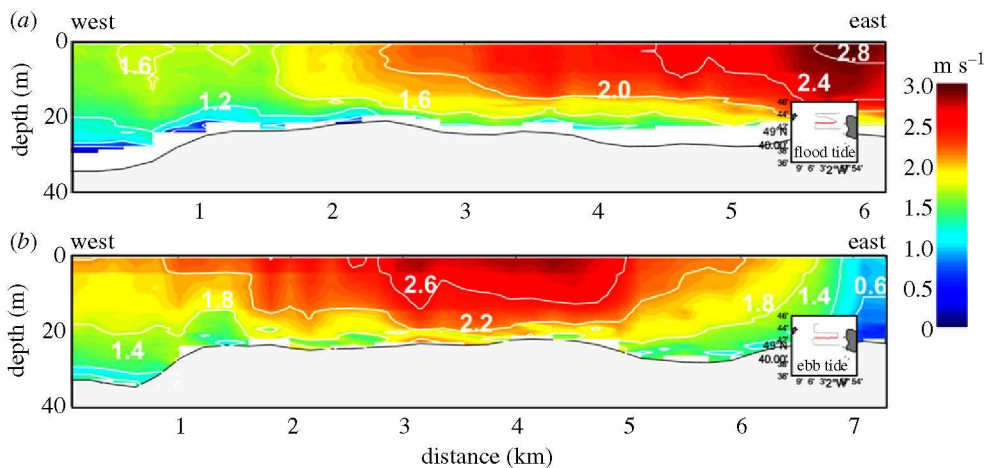 (a) west east
0
20
40
depth (m)
1.6 1.2 1.6 2.0 2.4 2.8
flood tide
1 2 3 4 5 6
(b) west east
0
20
40
depth (m)
1.8 1.4 2.6 2.2 1.8 1.4 0.6
ebb tide
1 2 3 4 5 6 7
distance (km)
m s⁻¹
3.0
2.5
2.0
1.5
1.0
0.5
0